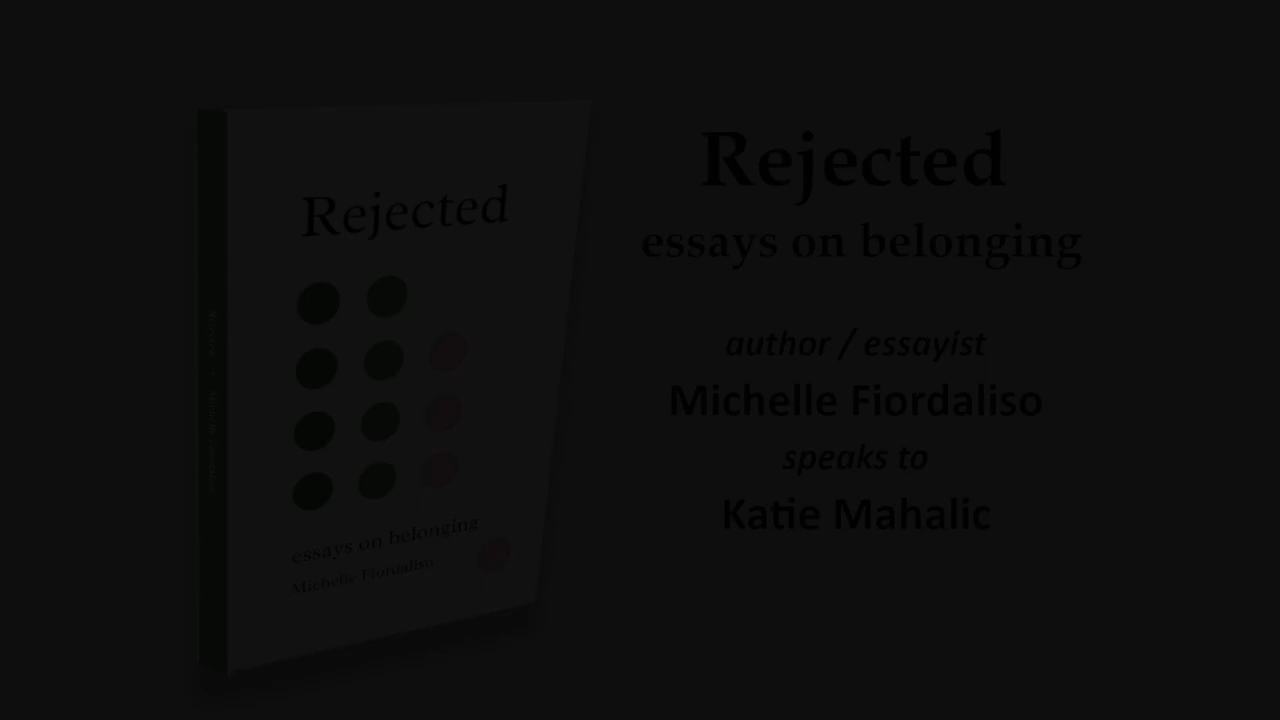 Rejected
essays on belonging
Michelle Fiordaliso
Rejected
essays on belonging
author / essayist
Michelle Fiordaliso
speaks to
Katie Mahalic